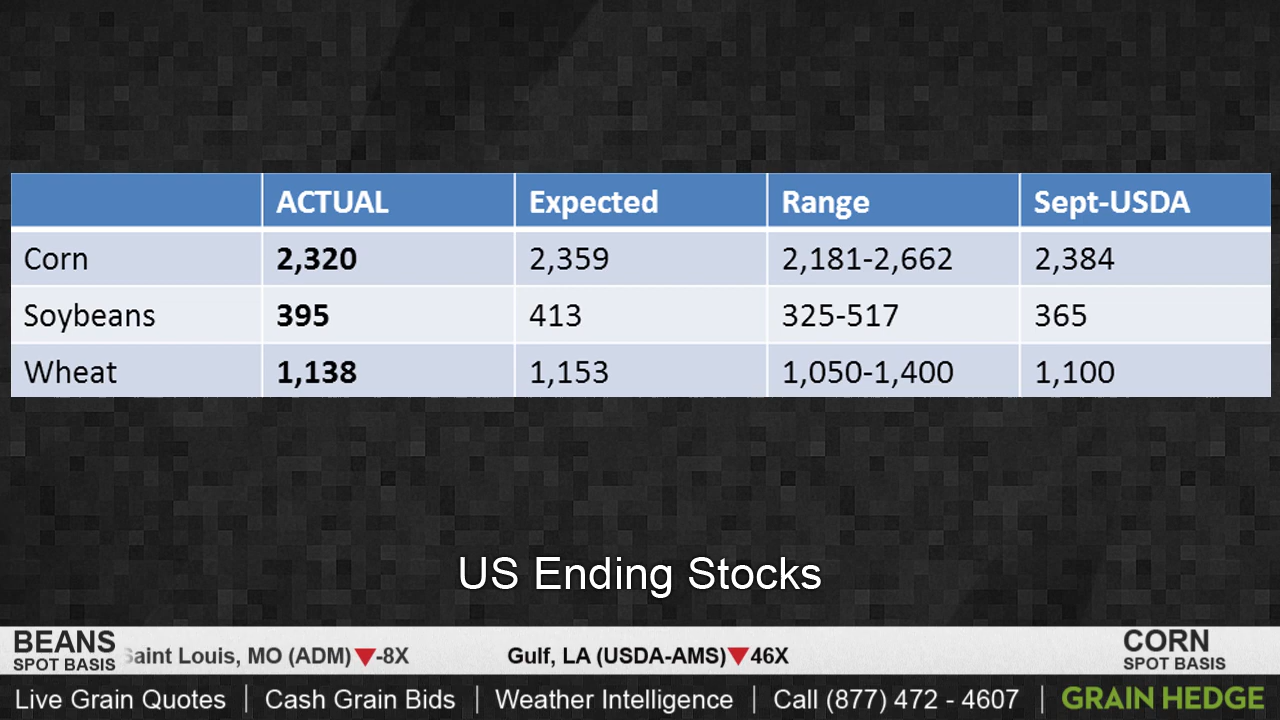 ACTUAL Expected Range Sept-USDA
Corn 2,320 2,359 2,181-2,662 2,384
Soybeans 395 413 325-517 365
Wheat 1,138 1,153 1,050-1,400 1,100
US Ending Stocks
BEANS
SPOT BASIS
Saint Louis, MO (ADM) -8X Gulf, LA (USDA-AMS) 46X
CORN
SPOT BASIS
Live Grain Quotes | Cash Grain Bids | Weather Intelligence | Call (877) 472 - 4607 | GRAIN HEDGE